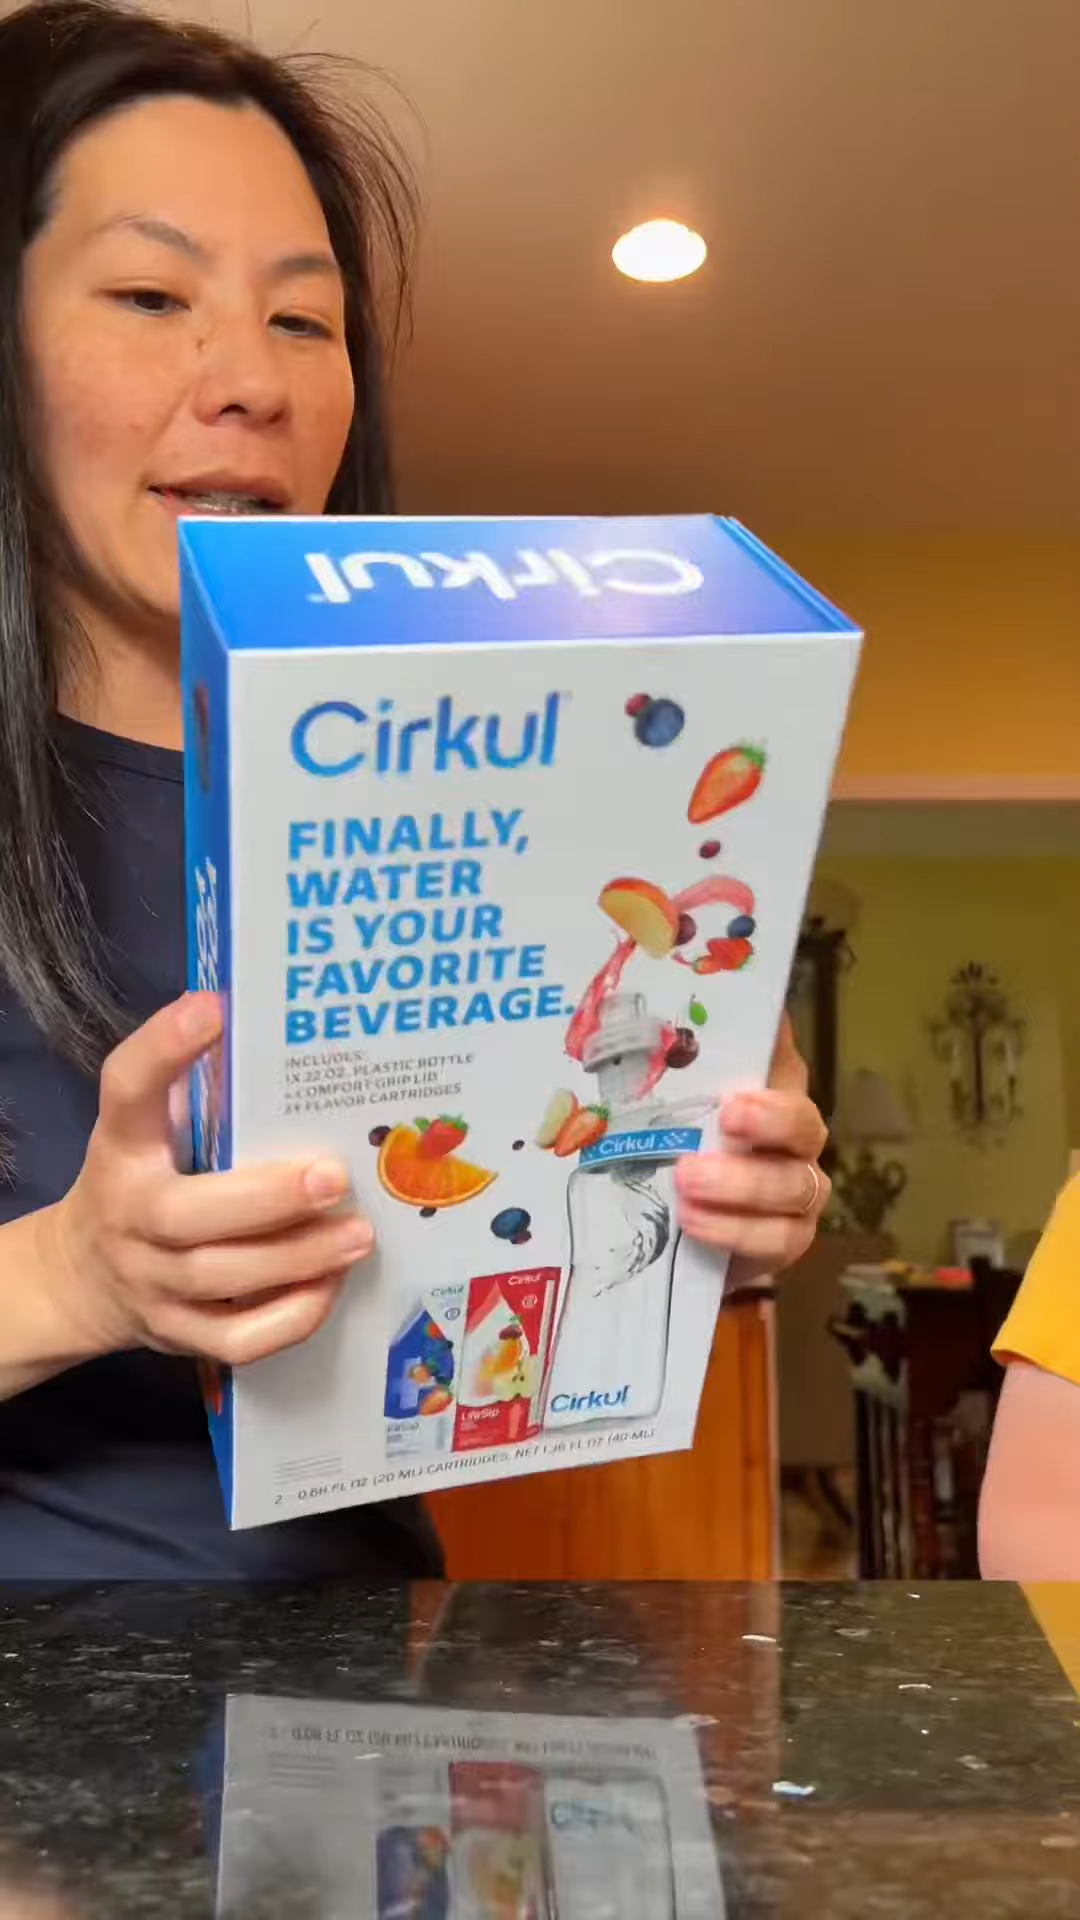 Cirkul
Cirkul
FINALLY,
WATER
IS YOUR
FAVORITE
BEVERAGE.
INCLUDES:
1X 22 OZ. PLASTIC BOTTLE
+ COMFORT GRIP LID
2X FLAVOR CARTRIDGES
Cirkul
Cirkul
Cirkul
LifeSip
FitSip
Cirkul
2 - 0.68 FL OZ (20 ML) CARTRIDGES, NET 1.36 FL OZ (40 ML)